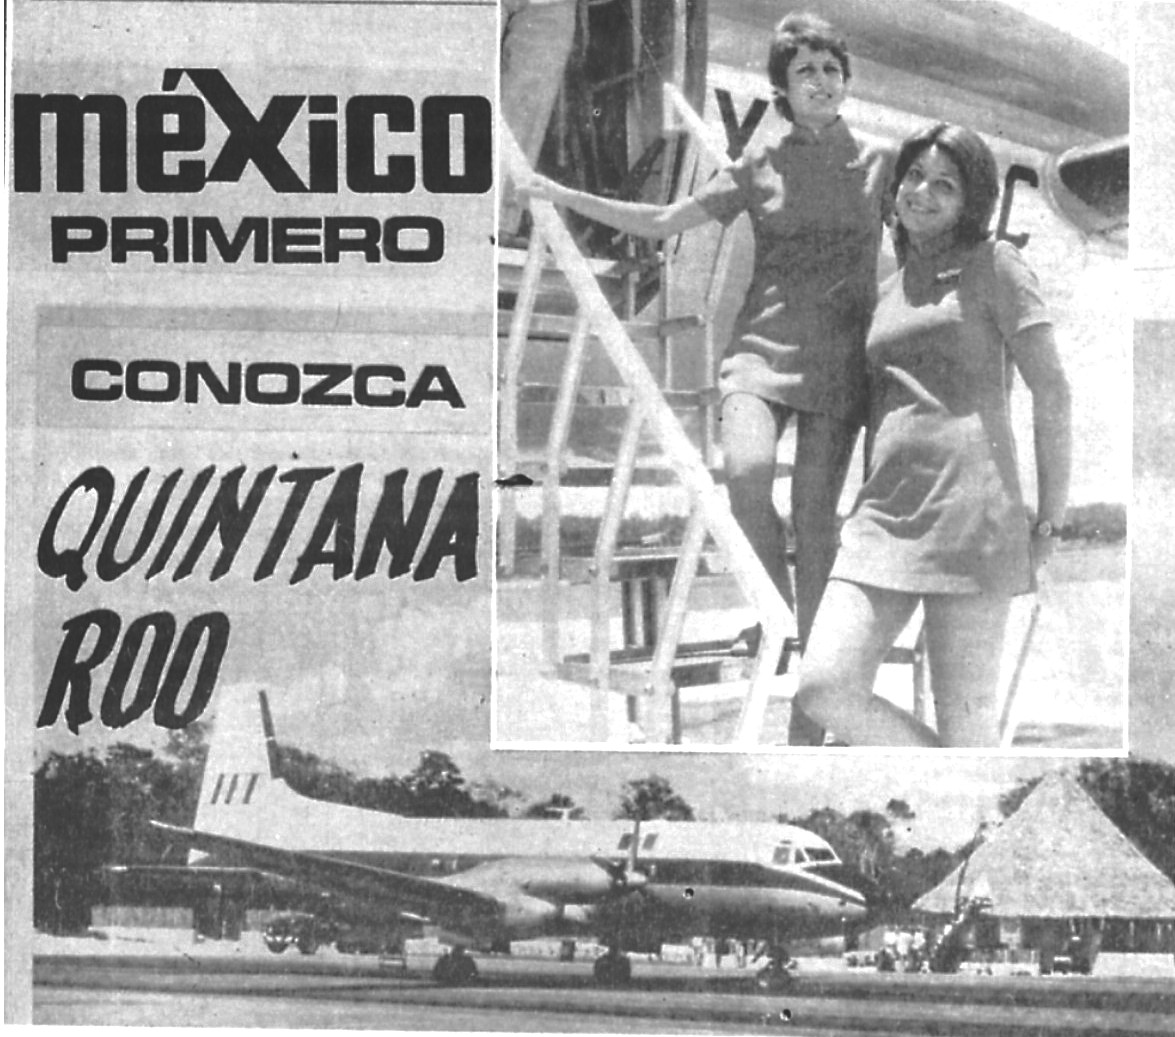 méxico
PRIMERO
CONOZCA
QUINTANA
ROO
X
C